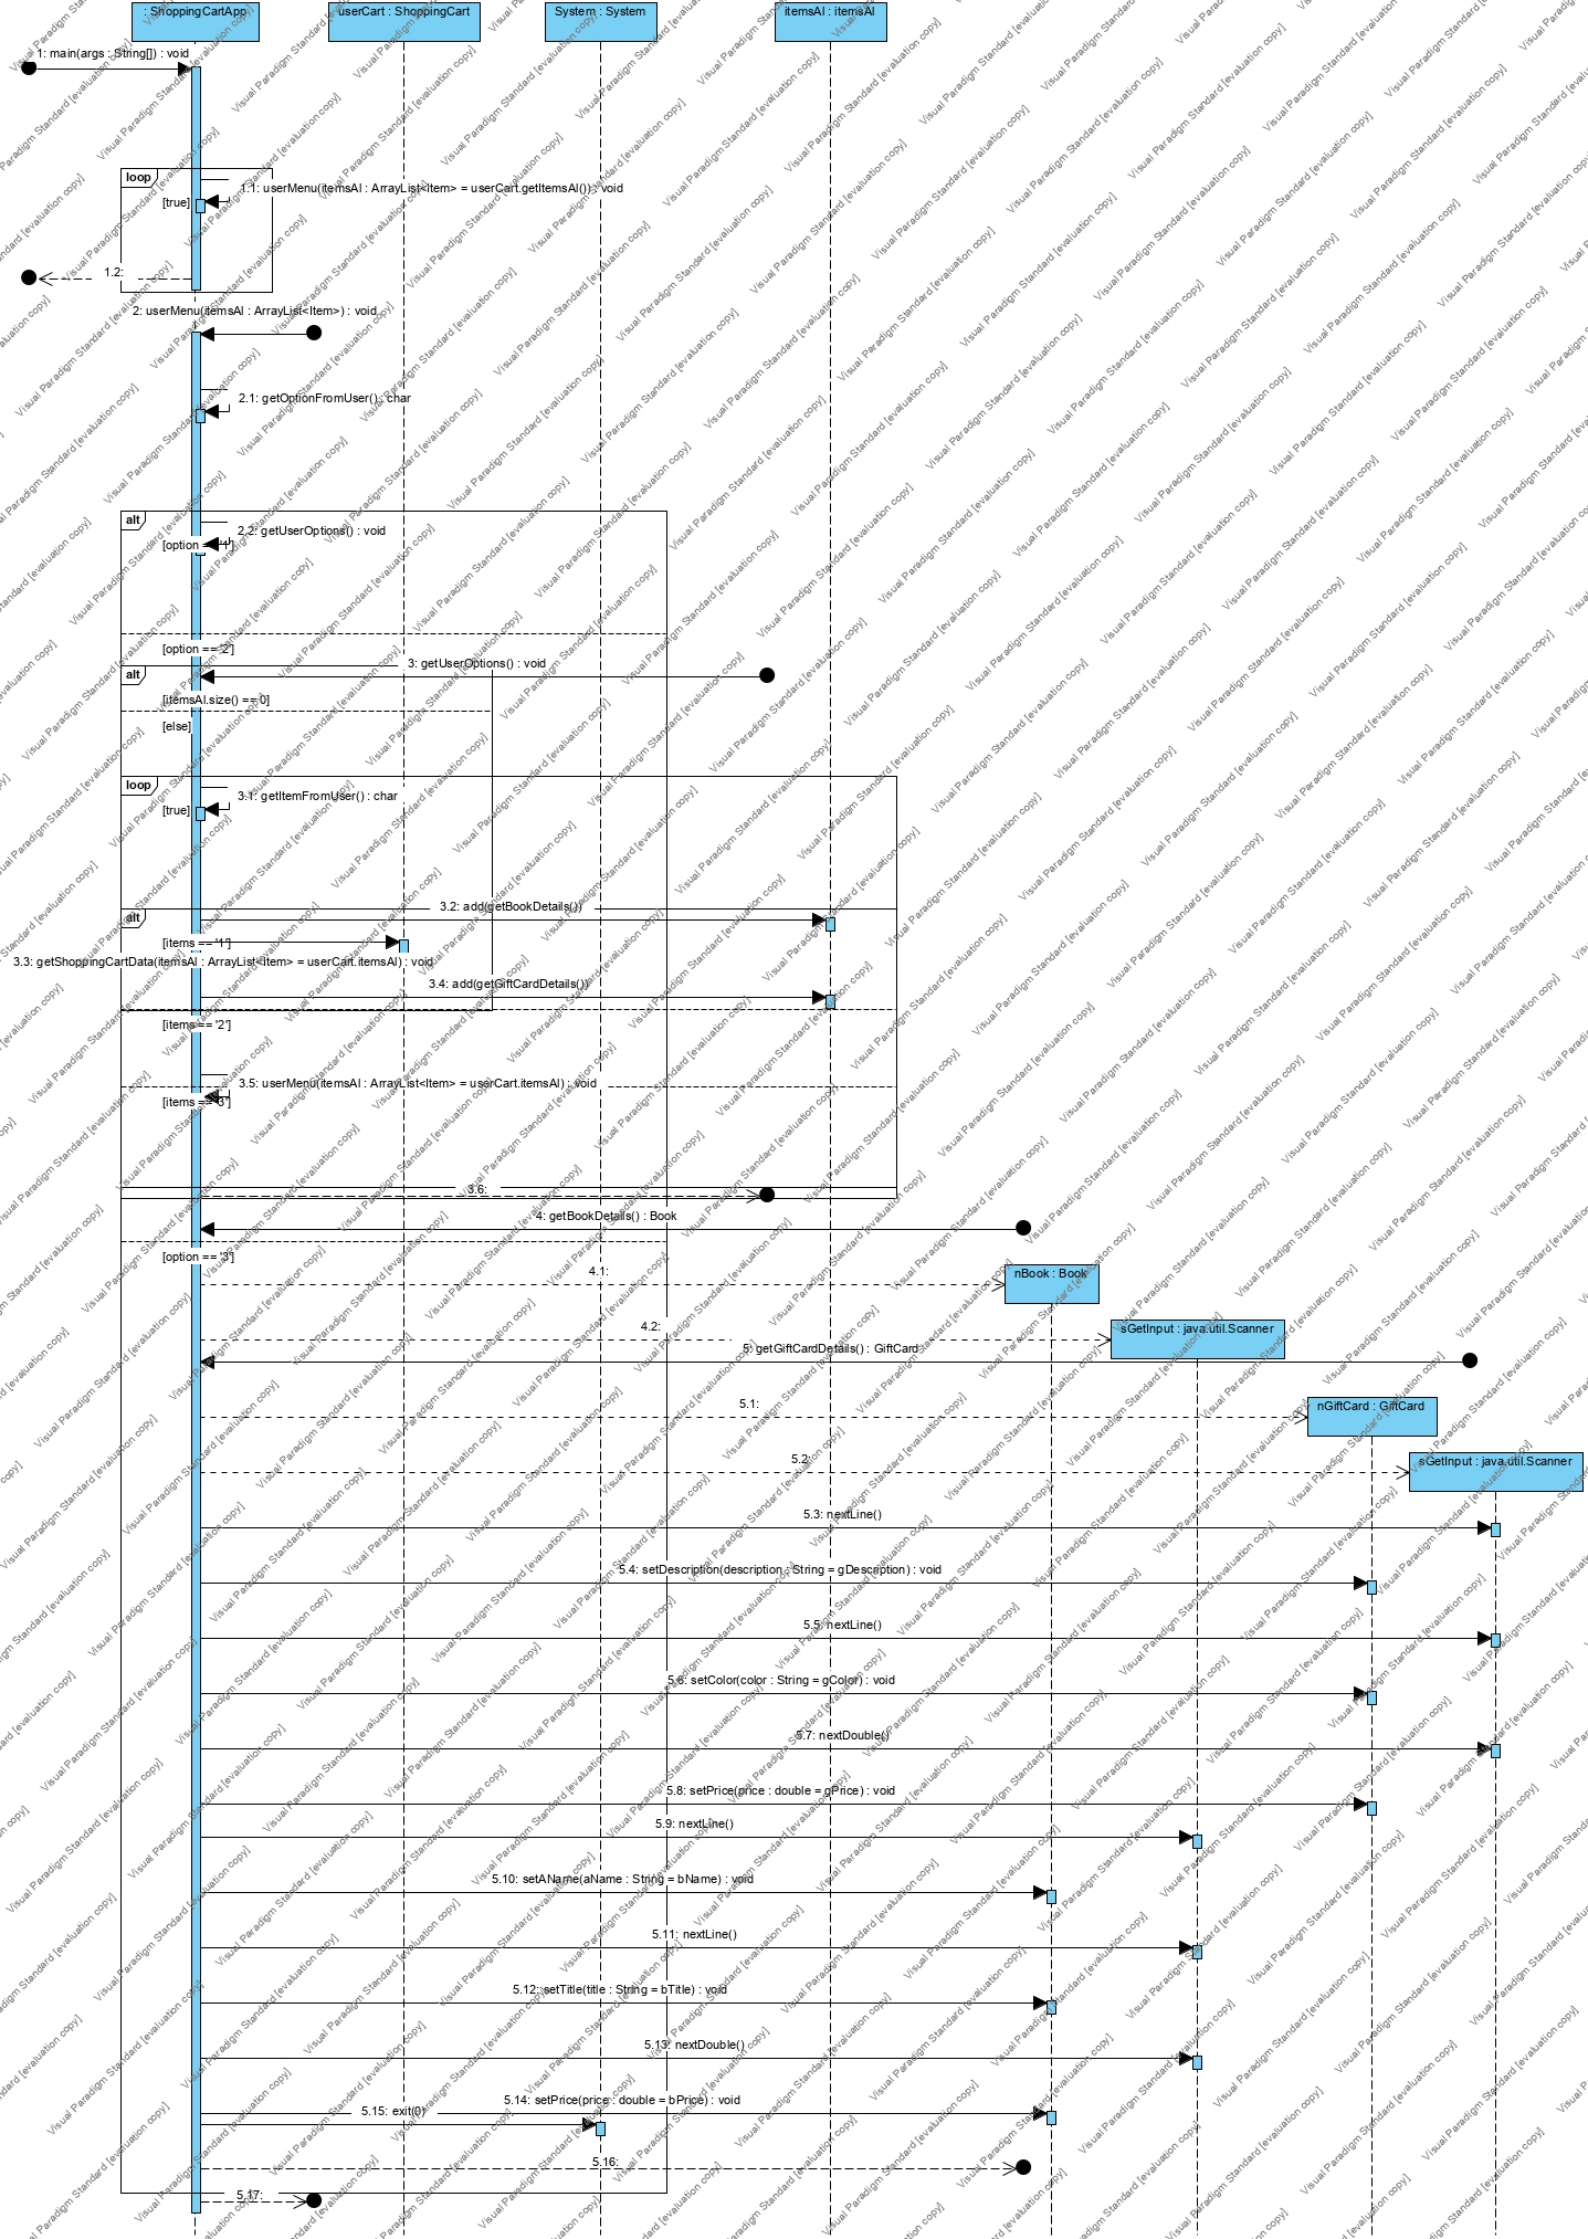 : ShoppingCartApp
userCart : ShoppingCart
System : System
itemsAl : itemsAl
1: main(args : String[]) : void
loop
1.1: userMenu(itemsAl : ArrayList<Item> = userCart.getItemsAl()) : void
[true]
1.2:
2: userMenu(itemsAl : ArrayList<Item>) : void
2.1: getOptionFromUser() : char
alt
2.2: getUserOptions() : void
[option == '1']
[option == '2']
3: getUserOptions() : void
alt
[itemsAl.size() == 0]
[else]
loop
3.1: getItemFromUser() : char
[true]
3.2: add(getBookDetails())
alt
[items == '1']
3.3: getShoppingCartData(itemsAl : ArrayList<Item> = userCart.itemsAl) : void
3.4: add(getGiftCardDetails())
[items == '2']
3.5: userMenu(itemsAl : ArrayList<Item> = userCart.itemsAl) : void
[items == '3']
3.6:
4: getBookDetails() : Book
[option == '3']
4.1:
nBook : Book
4.2:
sGetInput : java.util.Scanner
5: getGiftCardDetails() : GiftCard
5.1:
nGiftCard : GiftCard
5.2:
sGetInput : java.util.Scanner
5.3: nextLine()
5.4: setDescription(description : String = gDescription) : void
5.5: nextLine()
5.6: setColor(color : String = gColor) : void
5.7: nextDouble()
5.8: setPrice(price : double = gPrice) : void
5.9: nextLine()
5.10: setAName(aName : String = bName) : void
5.11: nextLine()
5.12: setTitle(title : String = bTitle) : void
5.13: nextDouble()
5.14: setPrice(price : double = bPrice) : void
5.15: exit(0)
5.16:
5.17:
Visual Paradigm Standard [evaluation copy]